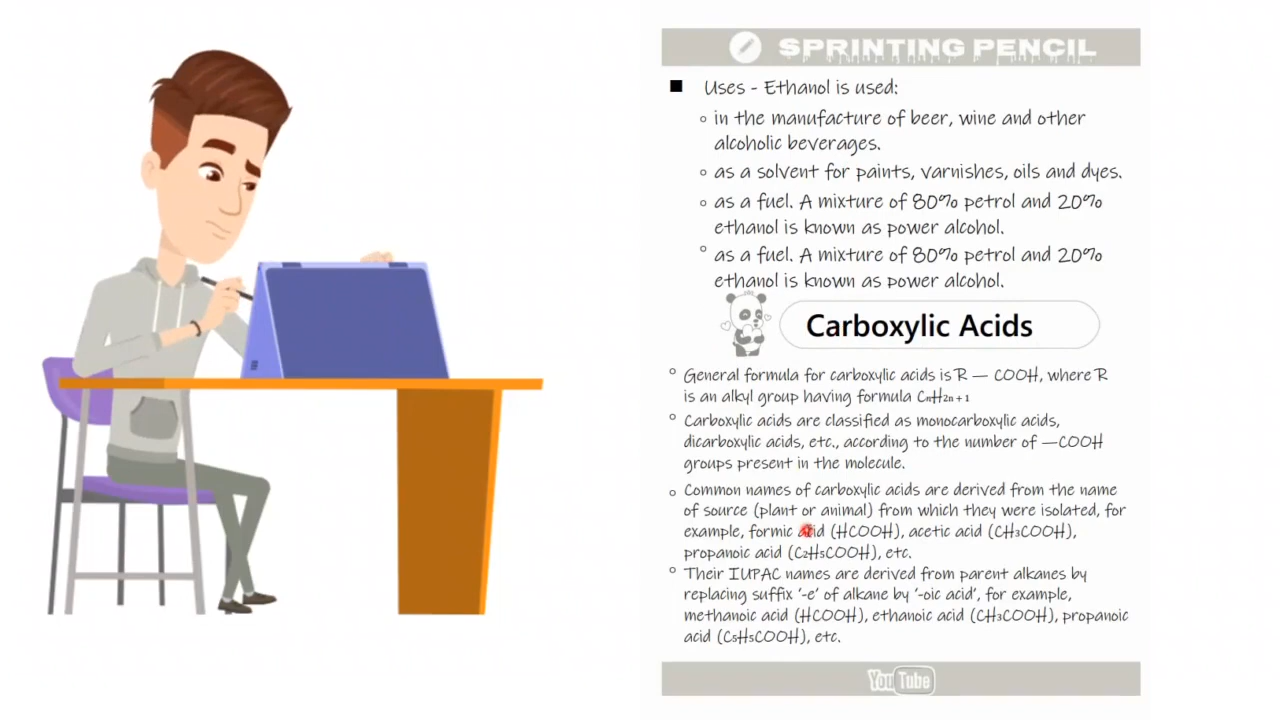 SPRINTING PENCIL
■ Uses - Ethanol is used:
◦ in the manufacture of beer, wine and other
alcoholic beverages.
◦ as a solvent for paints, varnishes, oils and dyes.
◦ as a fuel. A mixture of 80% petrol and 20%
ethanol is known as power alcohol.
◦ as a fuel. A mixture of 80% petrol and 20%
ethanol is known as power alcohol.
Carboxylic Acids
◦ General formula for carboxylic acids is R — COOH, where R
is an alkyl group having formula CₙH₂ₙ₊₁
◦ Carboxylic acids are classified as monocarboxylic acids,
dicarboxylic acids, etc., according to the number of —COOH
groups present in the molecule.
◦ Common names of carboxylic acids are derived from the name
of source (plant or animal) from which they were isolated, for
example, formic acid (HCOOH), acetic acid (CH₃COOH),
propanoic acid (C₂H₅COOH), etc.
◦ Their IUPAC names are derived from parent alkanes by
replacing suffix ‘-e’ of alkane by ‘-oic acid’, for example,
methanoic acid (HCOOH), ethanoic acid (CH₃COOH), propanoic
acid (C₅H₅COOH), etc.
YouTube